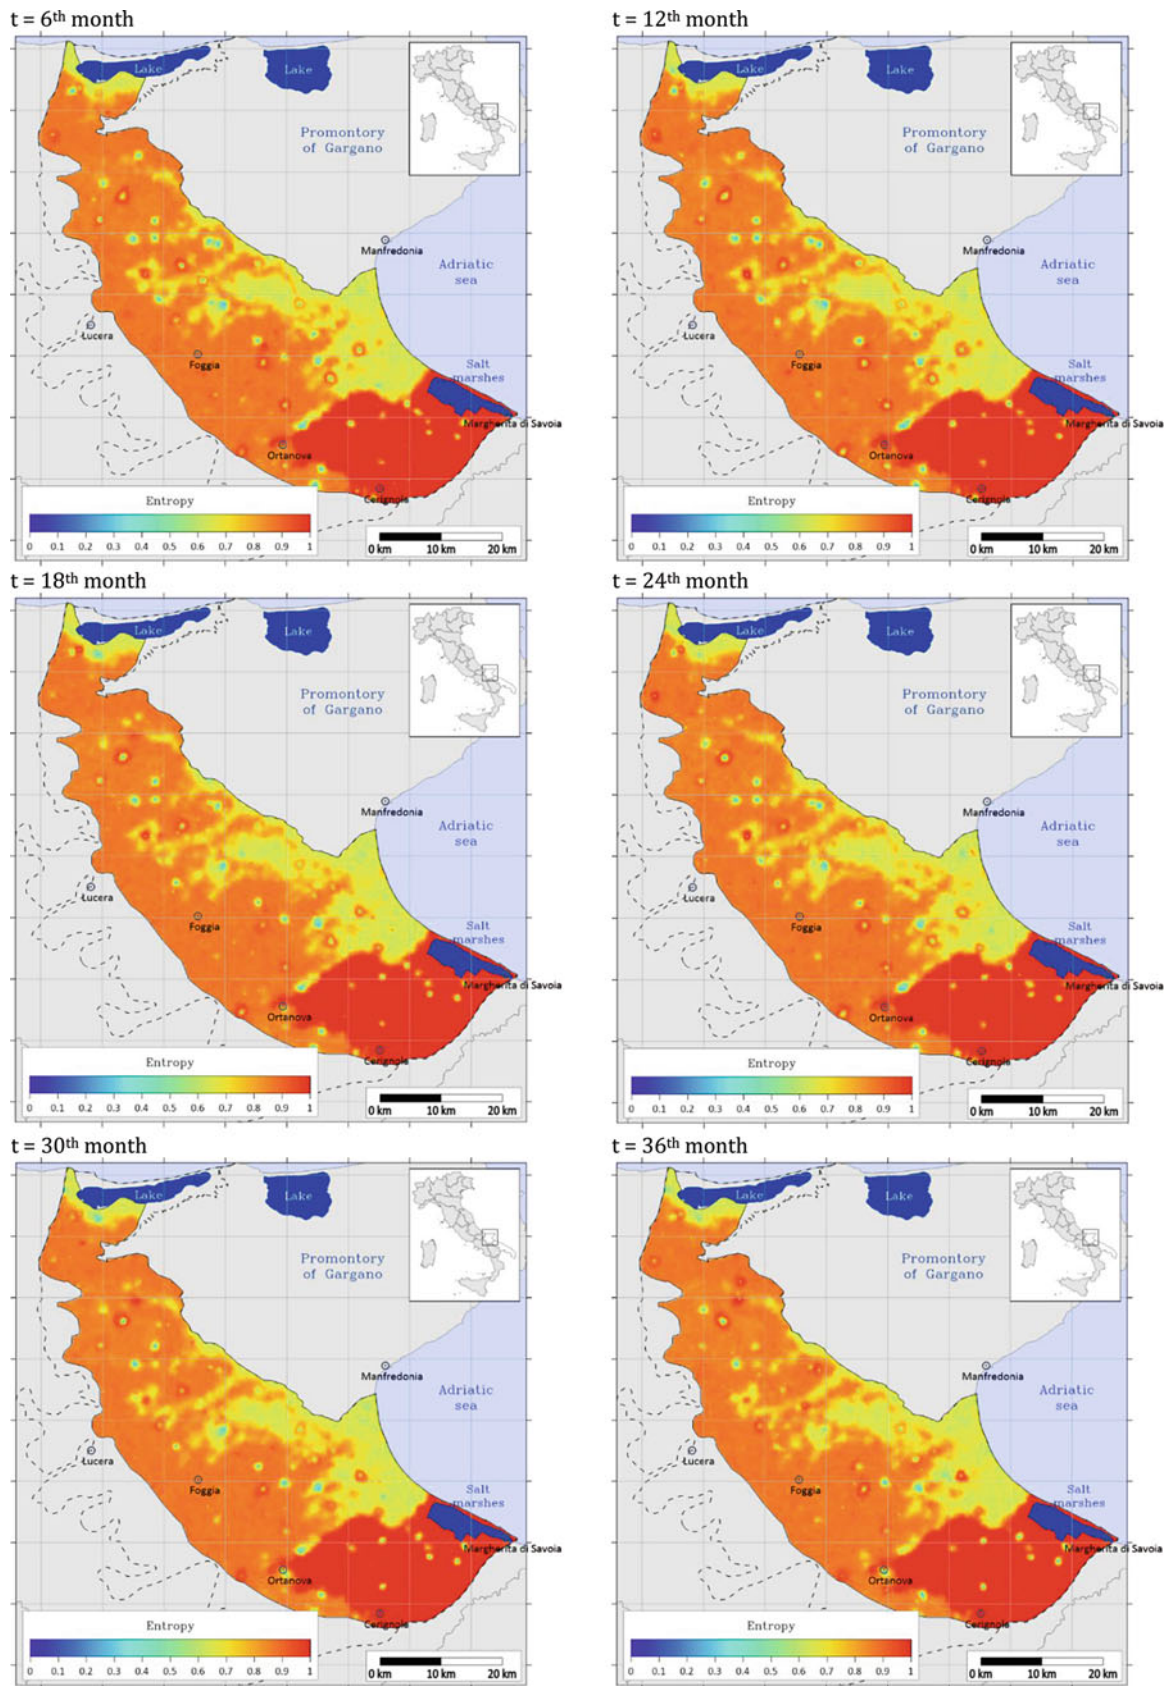 t = 6th month
Lake
Lake
Promontory
of Gargano
Manfredonia
Adriatic
sea
Lucera
Foggia
Salt
marshes
Margherita di Savoia
Ortanova
Cerignola
Entropy
0 0.1 0.2 0.3 0.4 0.5 0.6 0.7 0.8 0.9 1
0 km 10 km 20 km
t = 12th month
Lake
Lake
Promontory
of Gargano
Manfredonia
Adriatic
sea
Lucera
Foggia
Salt
marshes
Margherita di Savoia
Ortanova
Cerignola
Entropy
0 0.1 0.2 0.3 0.4 0.5 0.6 0.7 0.8 0.9 1
0 km 10 km 20 km
t = 18th month
Lake
Lake
Promontory
of Gargano
Manfredonia
Adriatic
sea
Lucera
Foggia
Salt
marshes
Margherita di Savoia
Ortanova
Cerignola
Entropy
0 0.1 0.2 0.3 0.4 0.5 0.6 0.7 0.8 0.9 1
0 km 10 km 20 km
t = 24th month
Lake
Lake
Promontory
of Gargano
Manfredonia
Adriatic
sea
Lucera
Foggia
Salt
marshes
Margherita di Savoia
Ortanova
Cerignola
Entropy
0 0.1 0.2 0.3 0.4 0.5 0.6 0.7 0.8 0.9 1
0 km 10 km 20 km
t = 30th month
Lake
Lake
Promontory
of Gargano
Manfredonia
Adriatic
sea
Lucera
Foggia
Salt
marshes
Margherita di Savoia
Ortanova
Cerignola
Entropy
0 0.1 0.2 0.3 0.4 0.5 0.6 0.7 0.8 0.9 1
0 km 10 km 20 km
t = 36th month
Lake
Lake
Promontory
of Gargano
Manfredonia
Adriatic
sea
Lucera
Foggia
Salt
marshes
Margherita di Savoia
Ortanova
Cerignola
Entropy
0 0.1 0.2 0.3 0.4 0.5 0.6 0.7 0.8 0.9 1
0 km 10 km 20 km